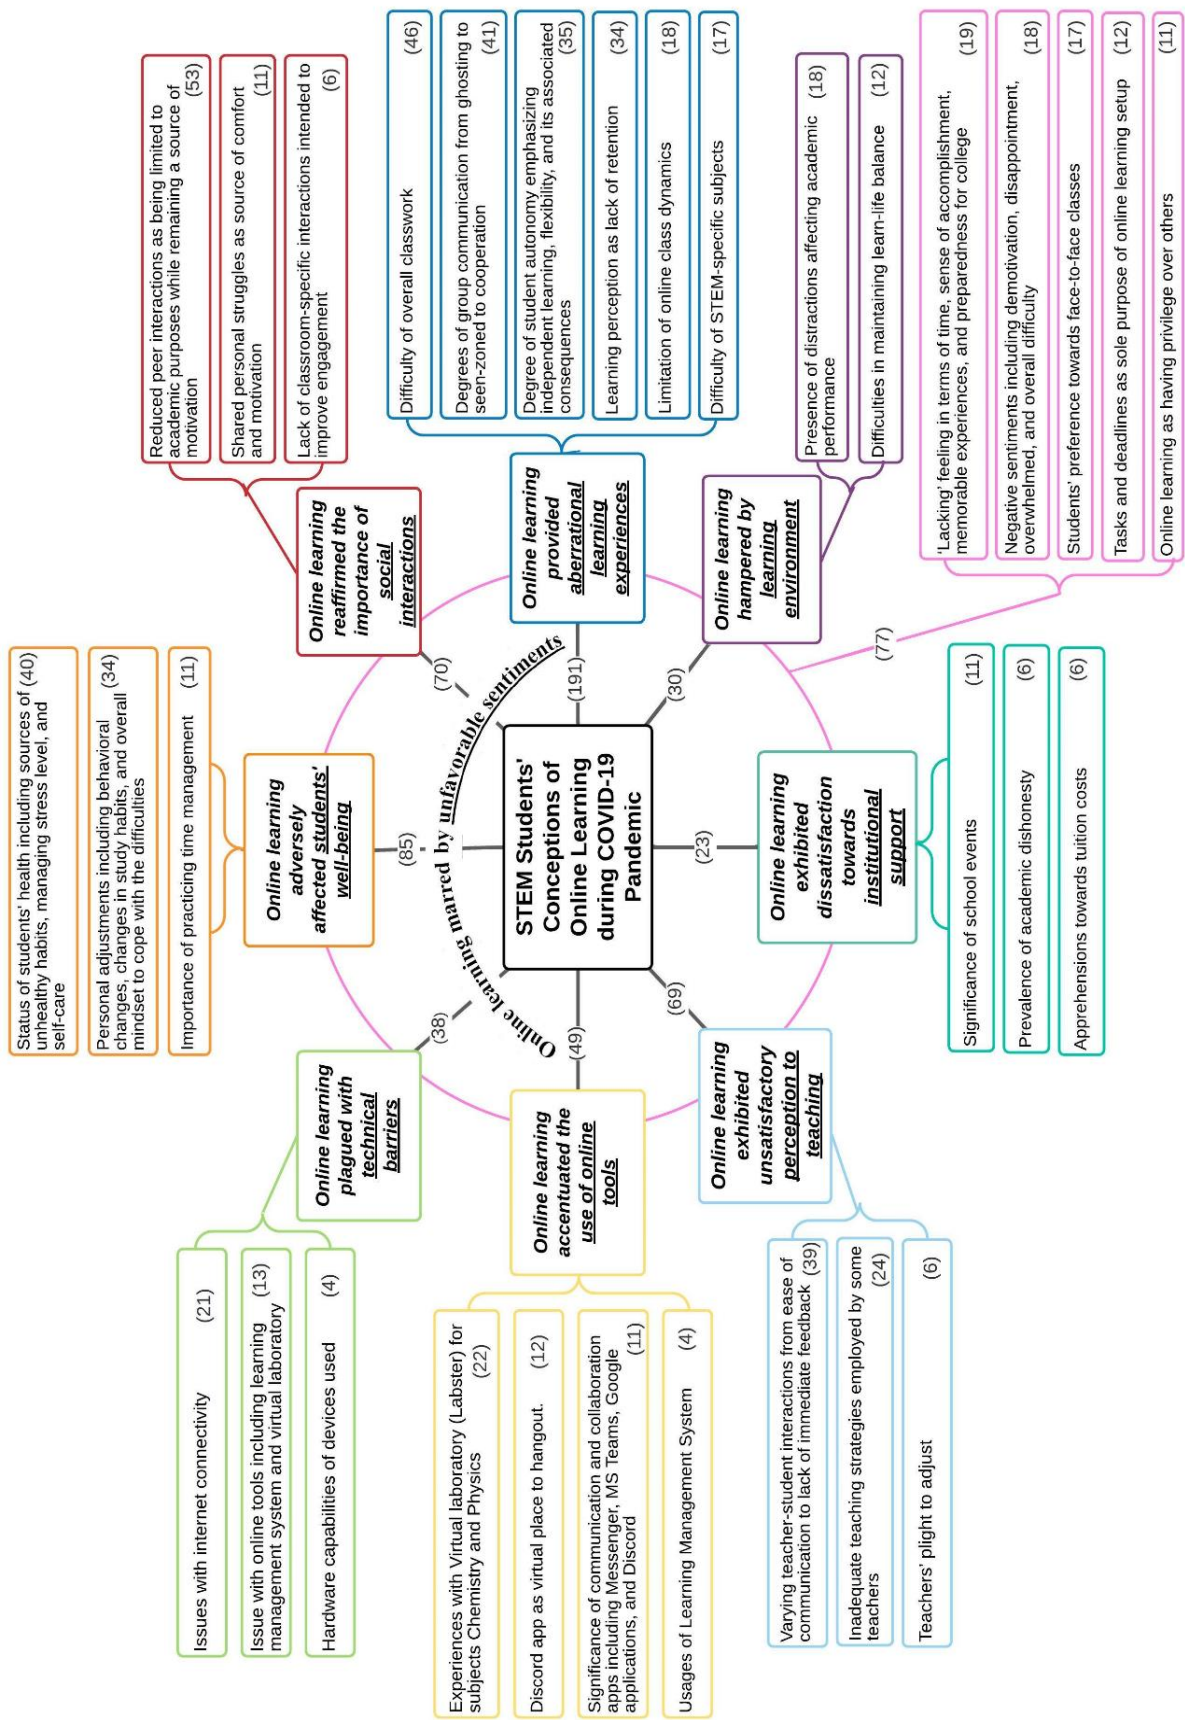 STEM Students'
Conceptions of
Online Learning
during COVID-19
Pandemic
Online learning marred by unfavorable sentiments
(85)
Online learning
adversely
affected students'
well-being
Status of students' health including sources of (40)
unhealthy habits, managing stress level, and
self-care
Personal adjustments including behavioral (34)
changes, changes in study habits, and overall
mindset to cope with the difficulties
Importance of practicing time management (11)
(70)
Online learning
reaffirmed the
importance of
social
interactions
Reduced peer interactions as being limited to
academic purposes while remaining a source of
motivation (53)
Shared personal struggles as source of comfort
and motivation (11)
Lack of classroom-specific interactions intended to
improve engagement (6)
(191)
Online learning
provided
aberrational
learning
experiences
Difficulty of overall classwork (46)
Degrees of group communication from ghosting to
seen-zoned to cooperation (41)
Degree of student autonomy emphasizing
independent learning, flexibility, and its associated
consequences (35)
Learning perception as lack of retention (34)
Limitation of online class dynamics (18)
Difficulty of STEM-specific subjects (17)
(30)
Online learning
hampered by
learning
environment
Presence of distractions affecting academic
performance (18)
Difficulties in maintaining learn-life balance (12)
(77)
'Lacking' feeling in terms of time, sense of accomplishment,
memorable experiences, and preparedness for college (19)
Negative sentiments including demotivation, disappointment,
overwhelmed, and overall difficulty (18)
Students' preference towards face-to-face classes (17)
Tasks and deadlines as sole purpose of online learning setup (12)
Online learning as having privilege over others (11)
(23)
Online learning
exhibited
dissatisfaction
towards
institutional
support
Significance of school events (11)
Prevalence of academic dishonesty (6)
Apprehensions towards tuition costs (6)
(69)
Online learning
exhibited
unsatisfactory
perception to
teaching
Varying teacher-student interactions from ease of
communication to lack of immediate feedback (39)
Inadequate teaching strategies employed by some
teachers (24)
Teachers' plight to adjust (6)
(49)
Online learning
accentuated the
use of online
tools
Experiences with Virtual laboratory (Labster) for
subjects Chemistry and Physics (22)
Discord app as virtual place to hangout. (12)
Significance of communication and collaboration
apps including Messenger, MS Teams, Google
applications, and Discord (11)
Usages of Learning Management System (4)
(38)
Online learning
plagued with
technical
barriers
Issues with internet connectivity (21)
Issue with online tools including learning (13)
management system and virtual laboratory
Hardware capabilities of devices used (4)